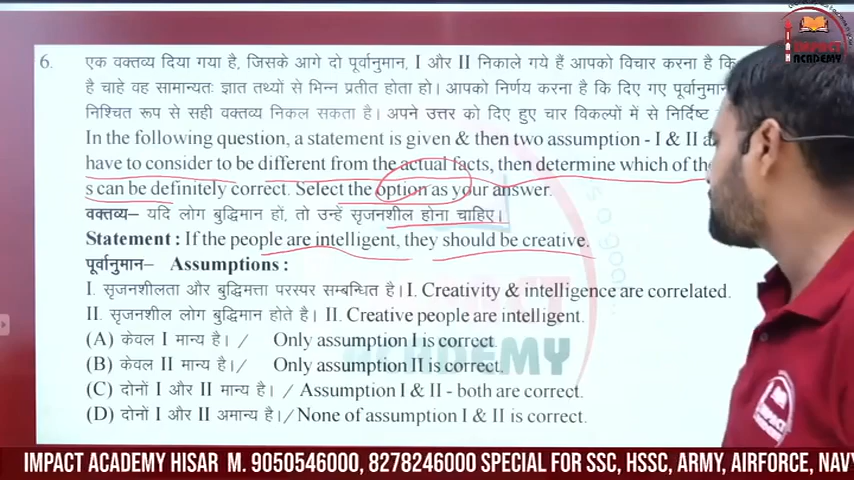 IMPACT
ACADEMY
6. एक वक्तव्य दिया गया है, जिसके आगे दो पूर्वानुमान, I और II निकाले गये हैं आपको विचार करना है कि
है चाहे वह सामान्यतः ज्ञात तथ्यों से भिन्न प्रतीत होता हो। आपको निर्णय करना है कि दिए गए पूर्वानुमान
निश्चित रूप से सही वक्तव्य निकल सकता है। अपने उत्तर को दिए हुए चार विकल्पों में से निर्दिष्ट
In the following question, a statement is given & then two assumption - I & II
have to consider to be different from the actual facts, then determine which of the
s can be definitely correct. Select the option as your answer.
वक्तव्य– यदि लोग बुद्धिमान हों, तो उन्हें सृजनशील होना चाहिए।
Statement : If the people are intelligent, they should be creative.
पूर्वानुमान– Assumptions :
I. सृजनशीलता और बुद्धिमत्ता परस्पर सम्बन्धित है। I. Creativity & intelligence are correlated.
II. सृजनशील लोग बुद्धिमान होते है। II. Creative people are intelligent.
(A) केवल I मान्य है। / Only assumption I is correct.
(B) केवल II मान्य है। / Only assumption II is correct.
(C) दोनों I और II मान्य है। / Assumption I & II - both are correct.
(D) दोनों I और II अमान्य है। / None of assumption I & II is correct.
ACADEMY
IMPACT ACADEMY HISAR M. 9050546000, 8278246000 SPECIAL FOR SSC, HSSC, ARMY, AIRFORCE, NAVY